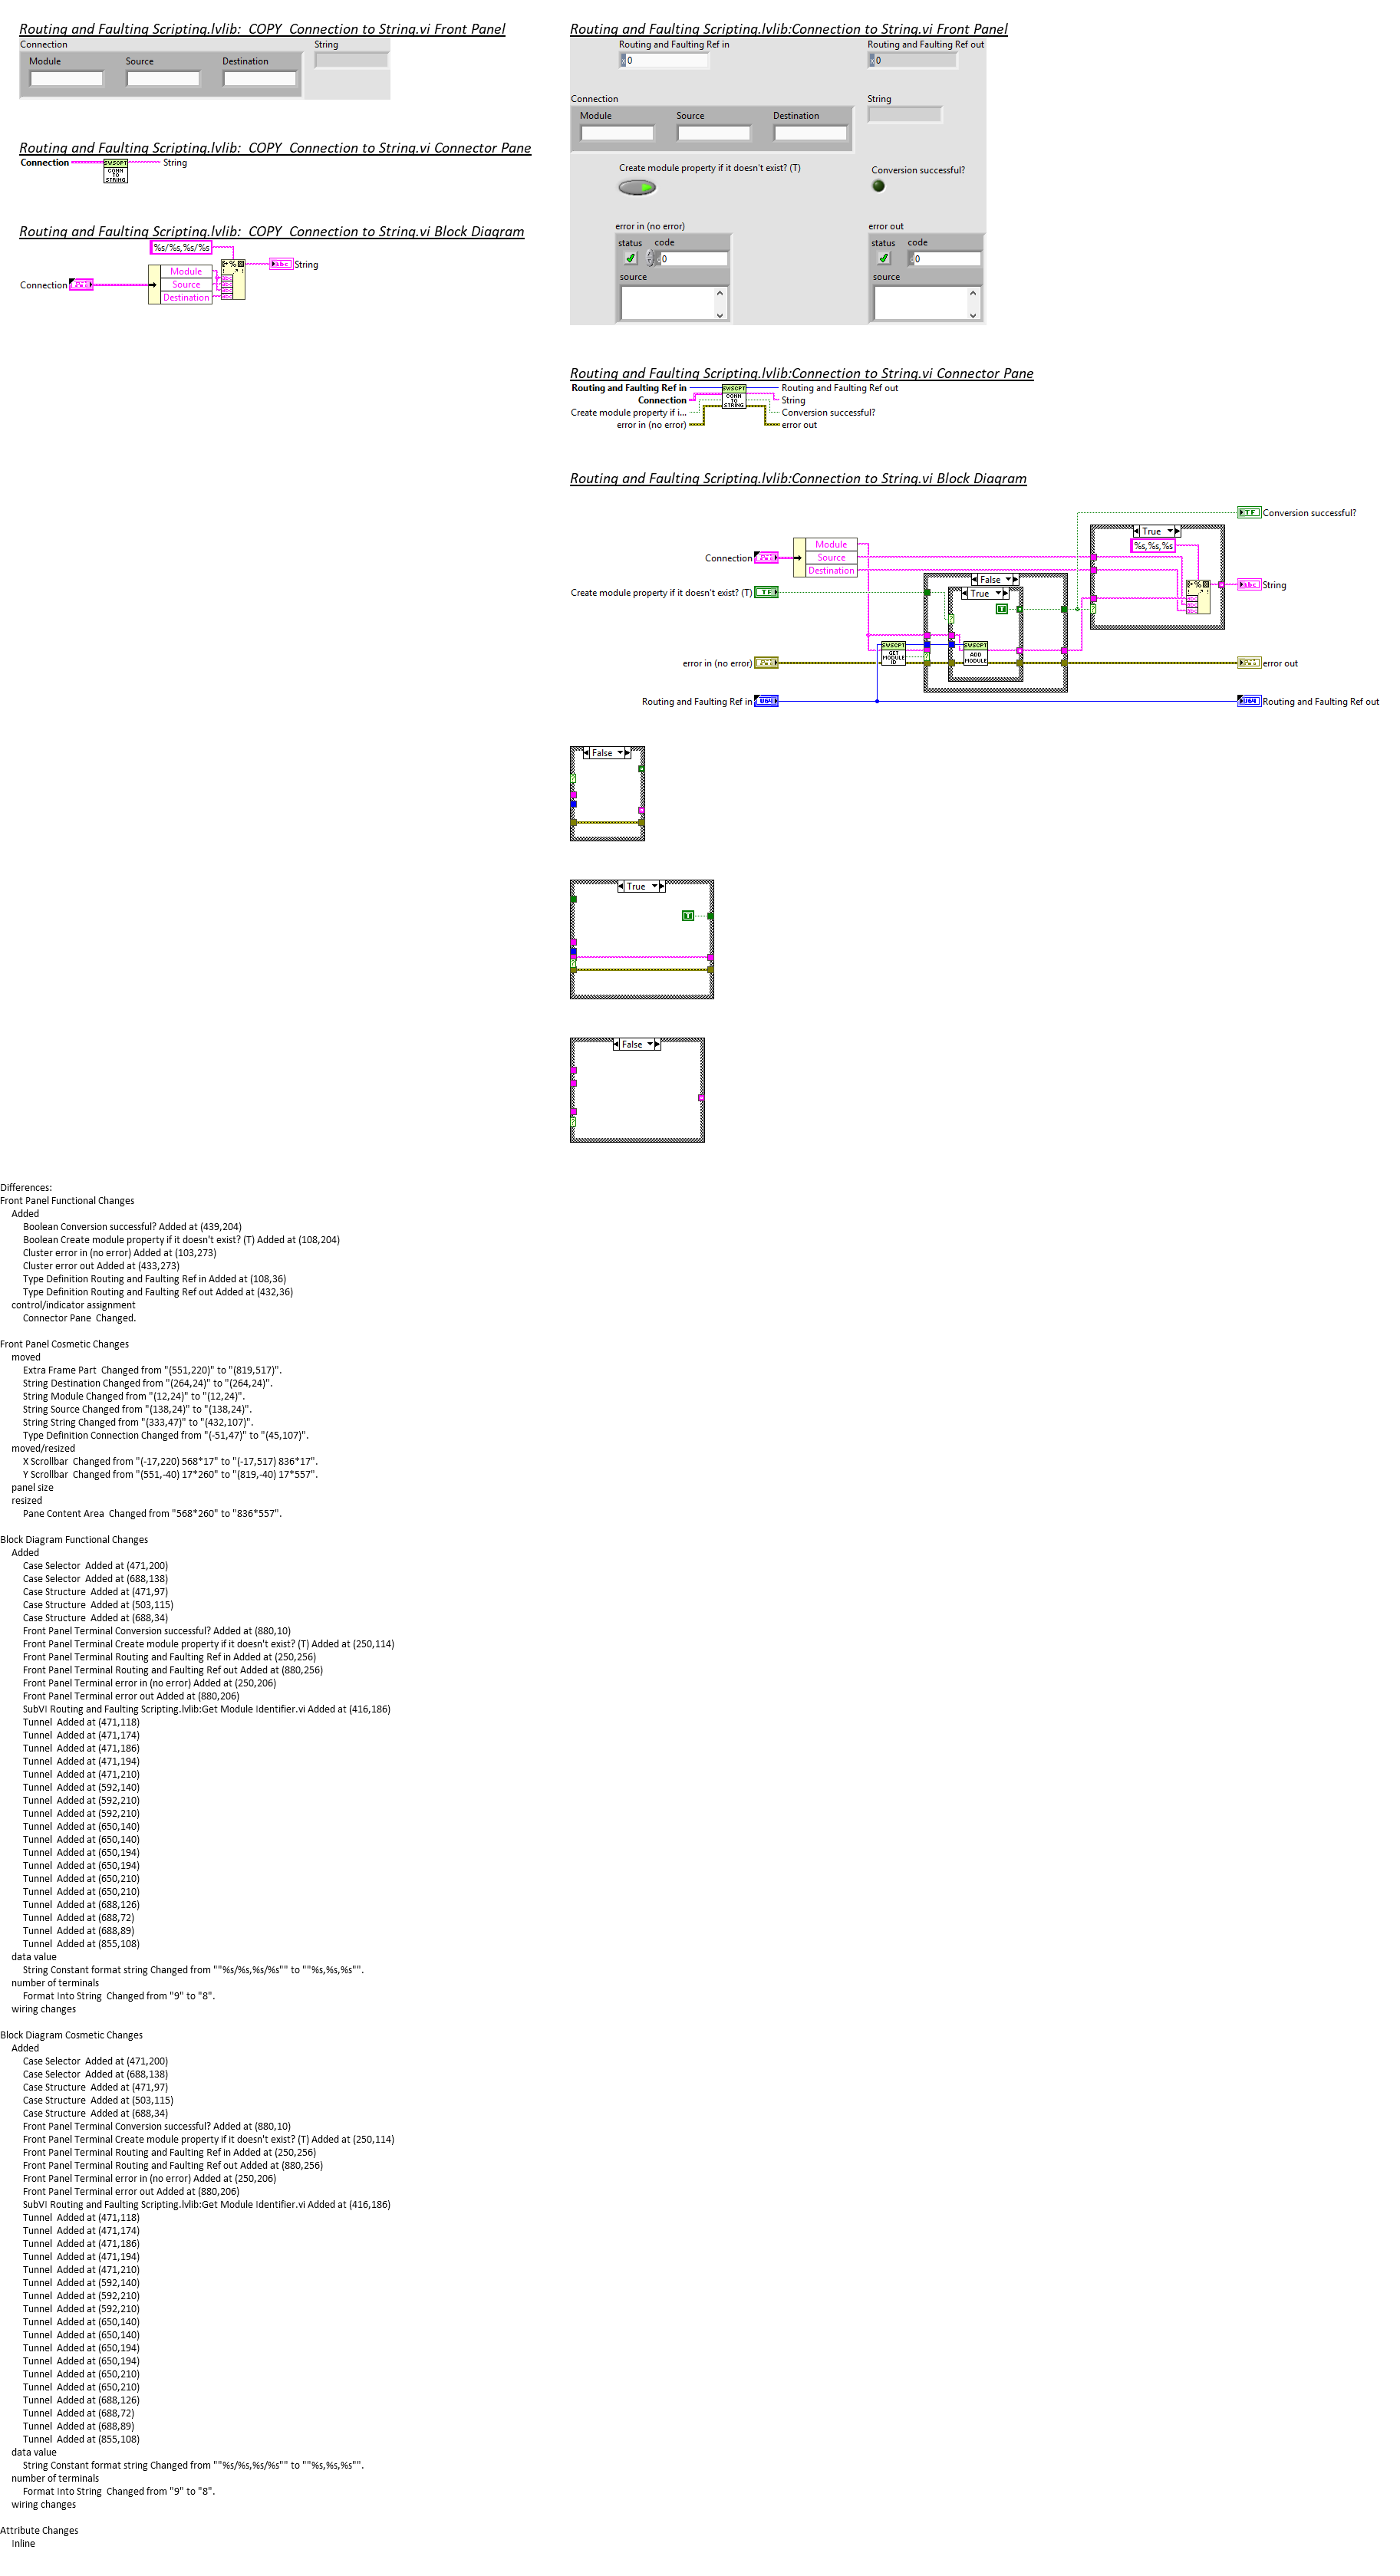 Routing and Faulting Scripting.lvlib:_COPY_Connection to String.vi Front Panel
Connection
String
Module
Source
Destination
Routing and Faulting Scripting.lvlib:_COPY_Connection to String.vi Connector Pane
Connection
SWSCPT
CONN
TO
STRING
String
Routing and Faulting Scripting.lvlib:_COPY_Connection to String.vi Block Diagram
%s/%s,%s/%s
Connection
Module
Source
Destination
String
Routing and Faulting Scripting.lvlib:Connection to String.vi Front Panel
Routing and Faulting Ref in
Routing and Faulting Ref out
0
0
Connection
String
Module
Source
Destination
Create module property if it doesn't exist? (T)
Conversion successful?
error in (no error)
error out
status
code
status
code
0
0
source
source
Routing and Faulting Scripting.lvlib:Connection to String.vi Connector Pane
Routing and Faulting Ref in
Routing and Faulting Ref out
Connection
String
Create module property if i...
Conversion successful?
error in (no error)
error out
SWSCPT
CONN
TO
STRING
Routing and Faulting Scripting.lvlib:Connection to String.vi Block Diagram
Conversion successful?
True
%s,%s,%s
Connection
Module
Source
Destination
False
String
Create module property if it doesn't exist? (T)
True
error in (no error)
SWSCPT
GET
MODULE
ID
SWSCPT
ADD
MODULE
error out
Routing and Faulting Ref in
Routing and Faulting Ref out
False
True
False
Differences:
Front Panel Functional Changes
Added
Boolean Conversion successful? Added at (439,204)
Boolean Create module property if it doesn't exist? (T) Added at (108,204)
Cluster error in (no error) Added at (103,273)
Cluster error out Added at (433,273)
Type Definition Routing and Faulting Ref in Added at (108,36)
Type Definition Routing and Faulting Ref out Added at (432,36)
control/indicator assignment
Connector Pane  Changed.
Front Panel Cosmetic Changes
moved
Extra Frame Part  Changed from "(551,220)" to "(819,517)".
String Destination Changed from "(264,24)" to "(264,24)".
String Module Changed from "(12,24)" to "(12,24)".
String Source Changed from "(138,24)" to "(138,24)".
String String Changed from "(333,47)" to "(432,107)".
Type Definition Connection Changed from "(-51,47)" to "(45,107)".
moved/resized
X Scrollbar  Changed from "(-17,220) 568*17" to "(-17,517) 836*17".
Y Scrollbar  Changed from "(551,-40) 17*260" to "(819,-40) 17*557".
panel size
resized
Pane Content Area  Changed from "568*260" to "836*557".
Block Diagram Functional Changes
Added
Case Selector  Added at (471,200)
Case Selector  Added at (688,138)
Case Structure  Added at (471,97)
Case Structure  Added at (503,115)
Case Structure  Added at (688,34)
Front Panel Terminal Conversion successful? Added at (880,10)
Front Panel Terminal Create module property if it doesn't exist? (T) Added at (250,114)
Front Panel Terminal Routing and Faulting Ref in Added at (250,256)
Front Panel Terminal Routing and Faulting Ref out Added at (880,256)
Front Panel Terminal error in (no error) Added at (250,206)
Front Panel Terminal error out Added at (880,206)
SubVI Routing and Faulting Scripting.lvlib:Get Module Identifier.vi Added at (416,186)
Tunnel  Added at (471,118)
Tunnel  Added at (471,174)
Tunnel  Added at (471,186)
Tunnel  Added at (471,194)
Tunnel  Added at (471,210)
Tunnel  Added at (592,140)
Tunnel  Added at (592,210)
Tunnel  Added at (592,210)
Tunnel  Added at (650,140)
Tunnel  Added at (650,140)
Tunnel  Added at (650,194)
Tunnel  Added at (650,194)
Tunnel  Added at (650,210)
Tunnel  Added at (650,210)
Tunnel  Added at (688,126)
Tunnel  Added at (688,72)
Tunnel  Added at (688,89)
Tunnel  Added at (855,108)
data value
String Constant format string Changed from ""%s/%s,%s/%s"" to ""%s,%s,%s"".
number of terminals
Format Into String  Changed from "9" to "8".
wiring changes
Block Diagram Cosmetic Changes
Added
Case Selector  Added at (471,200)
Case Selector  Added at (688,138)
Case Structure  Added at (471,97)
Case Structure  Added at (503,115)
Case Structure  Added at (688,34)
Front Panel Terminal Conversion successful? Added at (880,10)
Front Panel Terminal Create module property if it doesn't exist? (T) Added at (250,114)
Front Panel Terminal Routing and Faulting Ref in Added at (250,256)
Front Panel Terminal Routing and Faulting Ref out Added at (880,256)
Front Panel Terminal error in (no error) Added at (250,206)
Front Panel Terminal error out Added at (880,206)
SubVI Routing and Faulting Scripting.lvlib:Get Module Identifier.vi Added at (416,186)
Tunnel  Added at (471,118)
Tunnel  Added at (471,174)
Tunnel  Added at (471,186)
Tunnel  Added at (471,194)
Tunnel  Added at (471,210)
Tunnel  Added at (592,140)
Tunnel  Added at (592,210)
Tunnel  Added at (592,210)
Tunnel  Added at (650,140)
Tunnel  Added at (650,140)
Tunnel  Added at (650,194)
Tunnel  Added at (650,194)
Tunnel  Added at (650,210)
Tunnel  Added at (650,210)
Tunnel  Added at (688,126)
Tunnel  Added at (688,72)
Tunnel  Added at (688,89)
Tunnel  Added at (855,108)
data value
String Constant format string Changed from ""%s/%s,%s/%s"" to ""%s,%s,%s"".
number of terminals
Format Into String  Changed from "9" to "8".
wiring changes
Attribute Changes
Inline